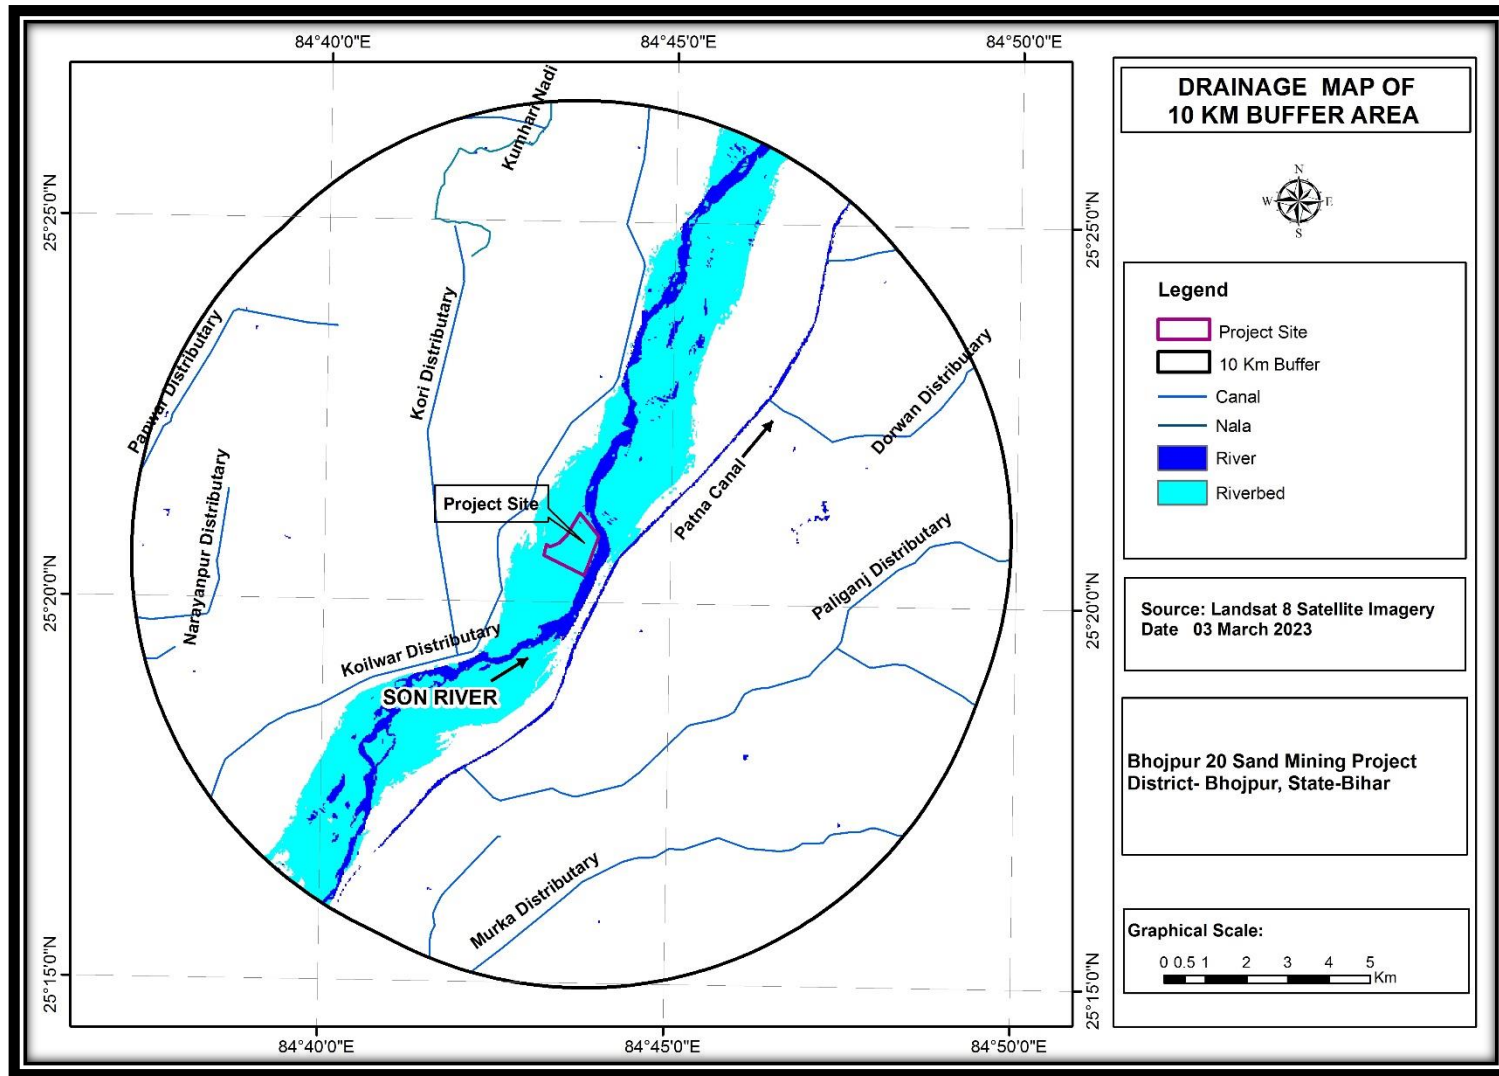 DRAINAGE MAP OF
10 KM BUFFER AREA
N
W
E
S
Legend
Project Site
10 Km Buffer
Canal
Nala
River
Riverbed
Source: Landsat 8 Satellite Imagery
Date 03 March 2023
Bhojpur 20 Sand Mining Project
District- Bhojpur, State-Bihar
Graphical Scale:
0 0.5 1 2 3 4 5
Km
84°40'0"E
84°45'0"E
84°50'0"E
25°25'0"N
25°25'0"N
25°20'0"N
25°20'0"N
25°15'0"N
25°15'0"N
84°40'0"E
84°45'0"E
84°50'0"E
Kumhari Nadi
Kori Distributary
Panwar Distributary
Narayanpur Distributary
Project Site
Koilwar Distributary
SON RIVER
Patna Canal
Dorwan Distributary
Paliganj Distributary
Murka Distributary